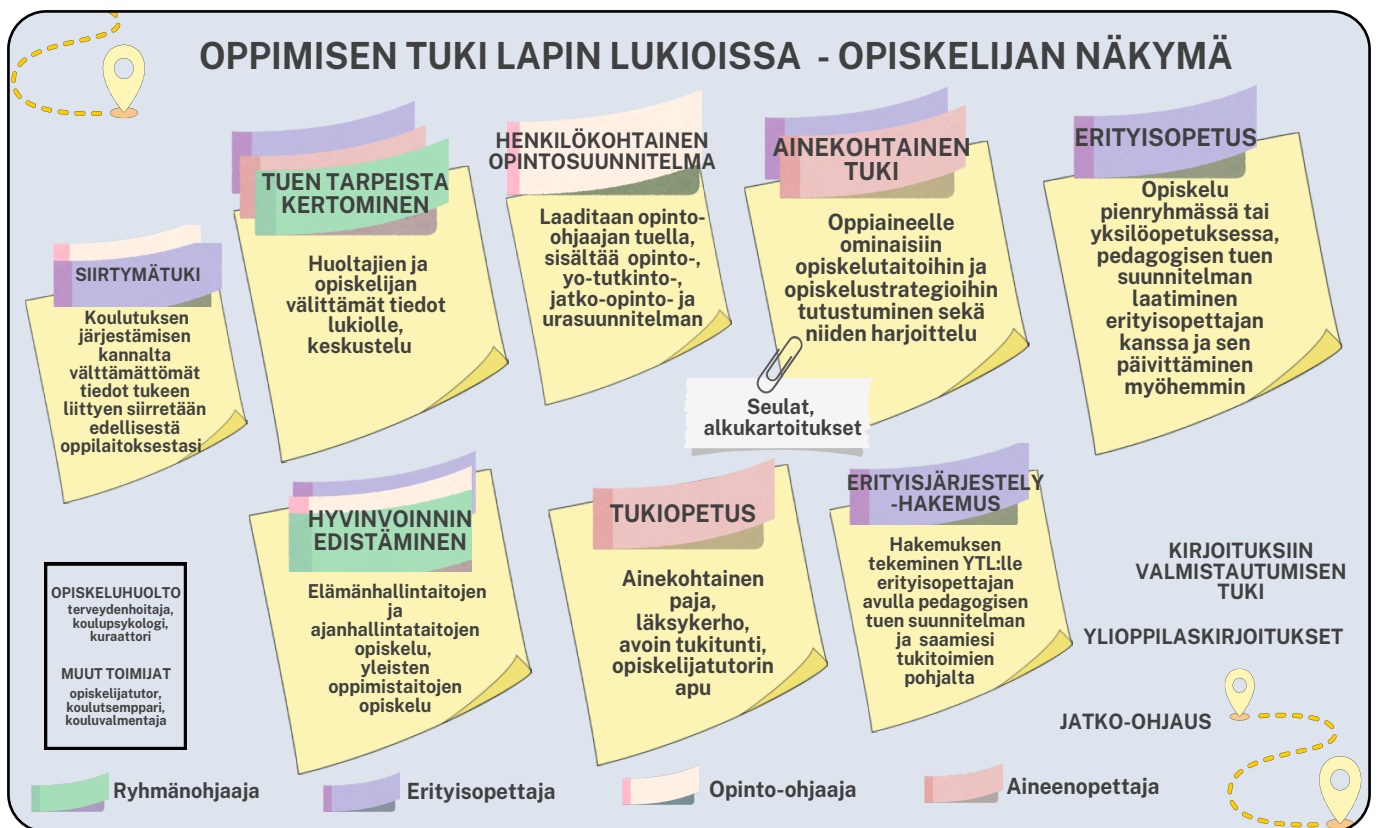 OPPIMISEN TUKI LAPIN LUKIOISSA - OPISKELIJAN NÄKYMÄ
SIIRTYMÄTUKI
Koulutuksen
järjestämisen
kannalta
välttämättömät
tiedot tukeen
liittyen siirretään
edellisestä
oppilaitoksestasi
TUEN TARPEISTA
KERTOMINEN
Huoltajien ja
opiskelijan
välittämät tiedot
lukiolle,
keskustelu
HENKILÖKOHTAINEN
OPINTOSUUNNITELMA
Laaditaan opinto-
ohjaajan tuella,
sisältää opinto-,
yo-tutkinto-,
jatko-opinto- ja
urasuunnitelman
AINEKOHTAINEN
TUKI
Oppiaineelle
ominaisiin
opiskelutaitoihin ja
opiskelustrategioihin
tutustuminen sekä
niiden harjoittelu
Seulat,
alkukartoitukset
ERITYISOPETUS
Opiskelu
pienryhmässä tai
yksilöopetuksessa,
pedagogisen tuen
suunnitelman
laatiminen
erityisopettajan
kanssa ja sen
päivittäminen
myöhemmin
HYVINVOINNIN
EDISTÄMINEN
Elämänhallintaitojen
ja
ajanhallintataitojen
opiskelu,
yleisten
oppimistaitojen
opiskelu
TUKIOPETUS
Ainekohtainen
paja,
läksykerho,
avoin tukitunti,
opiskelijatutorin
apu
ERITYISJÄRJESTELY
-HAKEMUS
Hakemuksen
tekeminen YTL:lle
erityisopettajan
avulla pedagogisen
tuen suunnitelman
ja saamiesi
tukitoimien
pohjalta
KIRJOITUKSIIN
VALMISTAUTUMISEN
TUKI
YLIOPPILASKIRJOITUKSET
JATKO-OHJAUS
OPISKELUHUOLTO
terveydenhoitaja,
koulupsykologi,
kuraattori
MUUT TOIMIJAT
opiskelijatutor,
koulutsemppari,
kouluvalmentaja
Ryhmänohjaaja
Erityisopettaja
Opinto-ohjaaja
Aineenopettaja